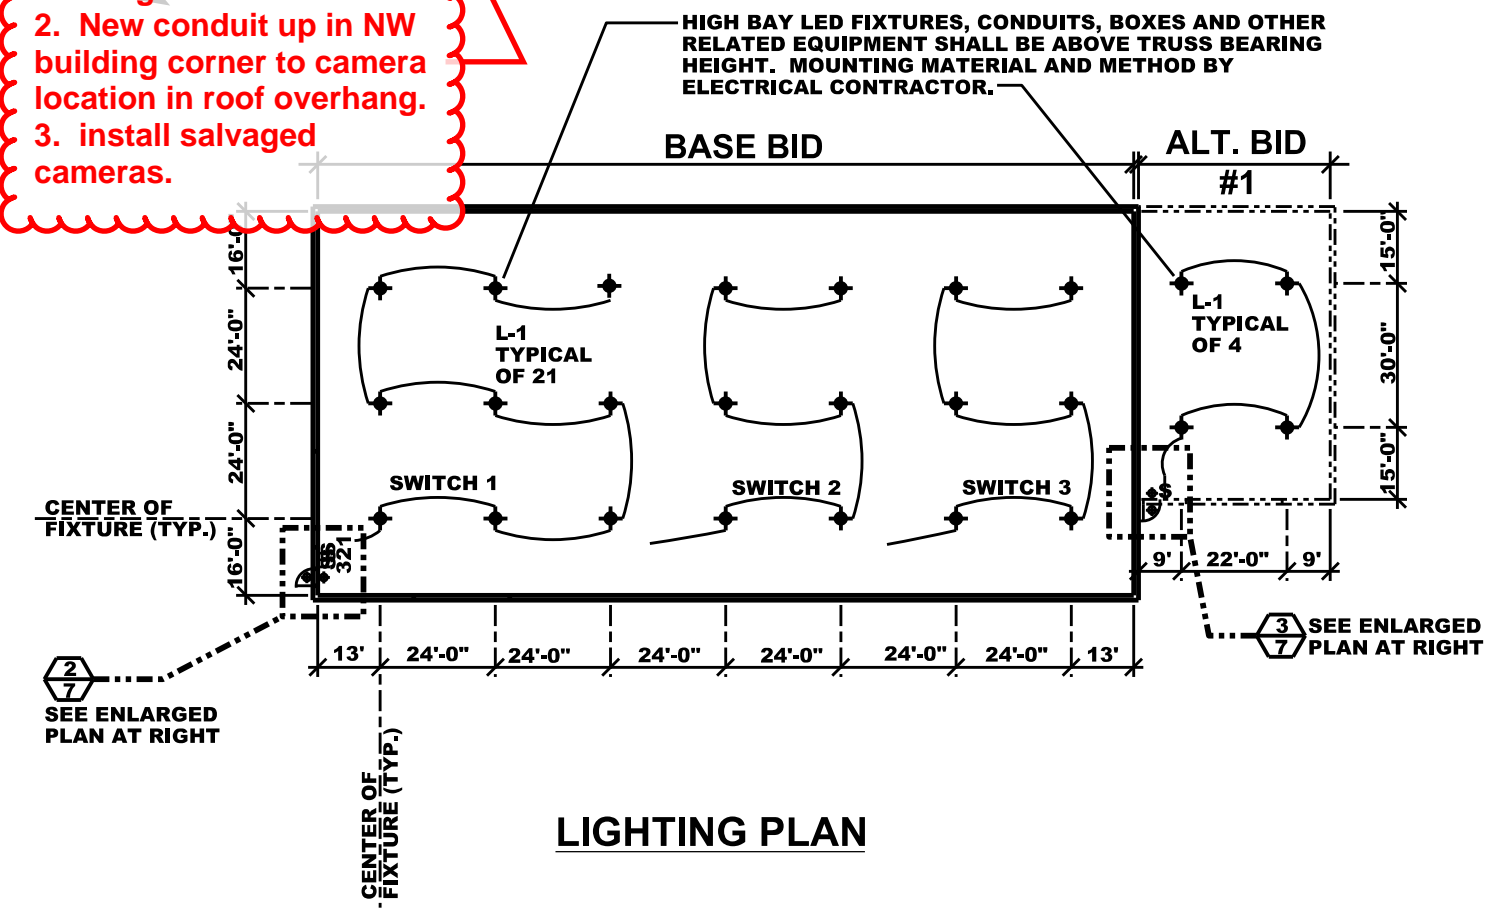 2. New conduit up in NW
building corner to camera
location in roof overhang.
3. install salvaged
cameras.
HIGH BAY LED FIXTURES, CONDUITS, BOXES AND OTHER
RELATED EQUIPMENT SHALL BE ABOVE TRUSS BEARING
HEIGHT. MOUNTING MATERIAL AND METHOD BY
ELECTRICAL CONTRACTOR.
BASE BID
ALT. BID
#1
16'-0"
24'-0"
24'-0"
16'-0"
L-1
TYPICAL
OF 21
L-1
TYPICAL
OF 4
15'-0"
30'-0"
15'-0"
SWITCH 1
SWITCH 2
SWITCH 3
CENTER OF
FIXTURE (TYP.)
$$$
321
$
9'
22'-0"
9'
13'
24'-0"
24'-0"
24'-0"
24'-0"
24'-0"
24'-0"
13'
2
7
SEE ENLARGED
PLAN AT RIGHT
3
7
SEE ENLARGED
PLAN AT RIGHT
CENTER OF
FIXTURE (TYP.)
LIGHTING PLAN